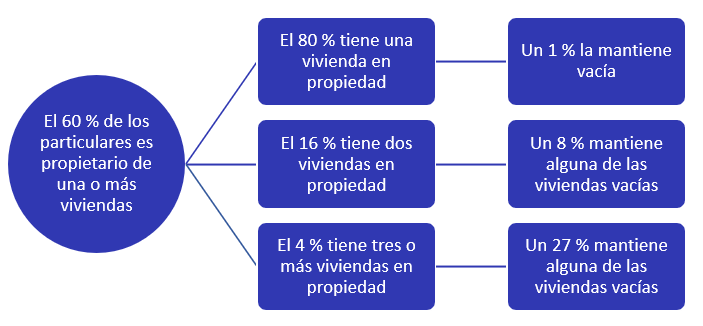 El 60 % de los
particulares es
propietario de
una o más
viviendas
El 80 % tiene una
vivienda en
propiedad
Un 1 % la mantiene
vacía
El 16 % tiene dos
viviendas en
propiedad
Un 8 % mantiene
alguna de las
viviendas vacías
El 4 % tiene tres o
más viviendas en
propiedad
Un 27 % mantiene
alguna de las
viviendas vacías